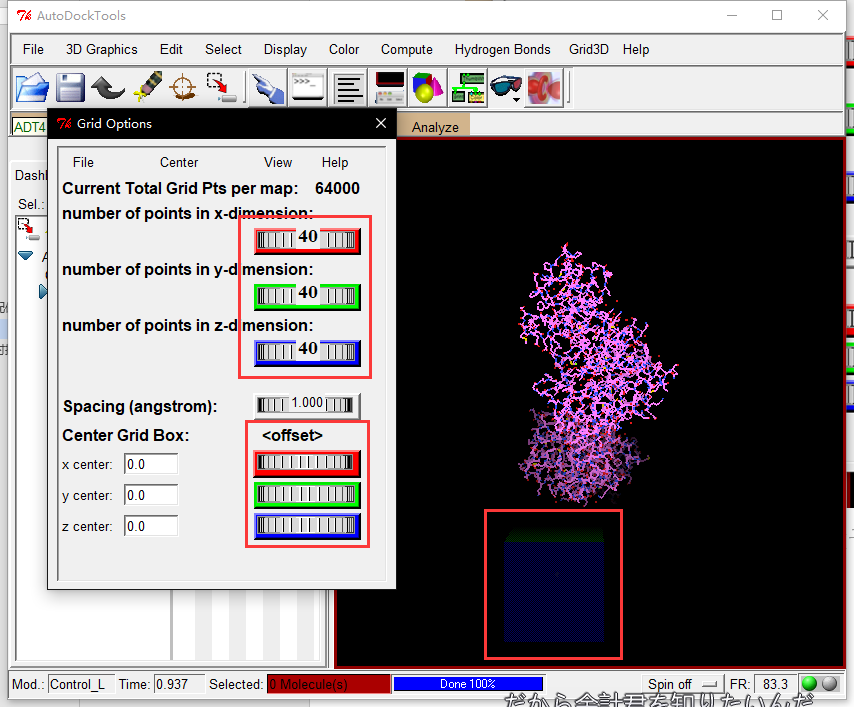 AutoDockTools
File 3D Graphics Edit Select Display Color Compute Hydrogen Bonds Grid3D Help
ADT4
Grid Options
Analyze
Dashl
Sel.:
File Center View Help
Current Total Grid Pts per map: 64000
number of points in x-dimension:
40
number of points in y-dimension:
40
number of points in z-dimension:
40
Spacing (angstrom): 1.000
Center Grid Box: <offset>
x center: 0.0
y center: 0.0
z center: 0.0
Mod.: Control_L Time: 0.937 Selected: 0 Molecule(s) Done 100% Spin off FR: 83.3